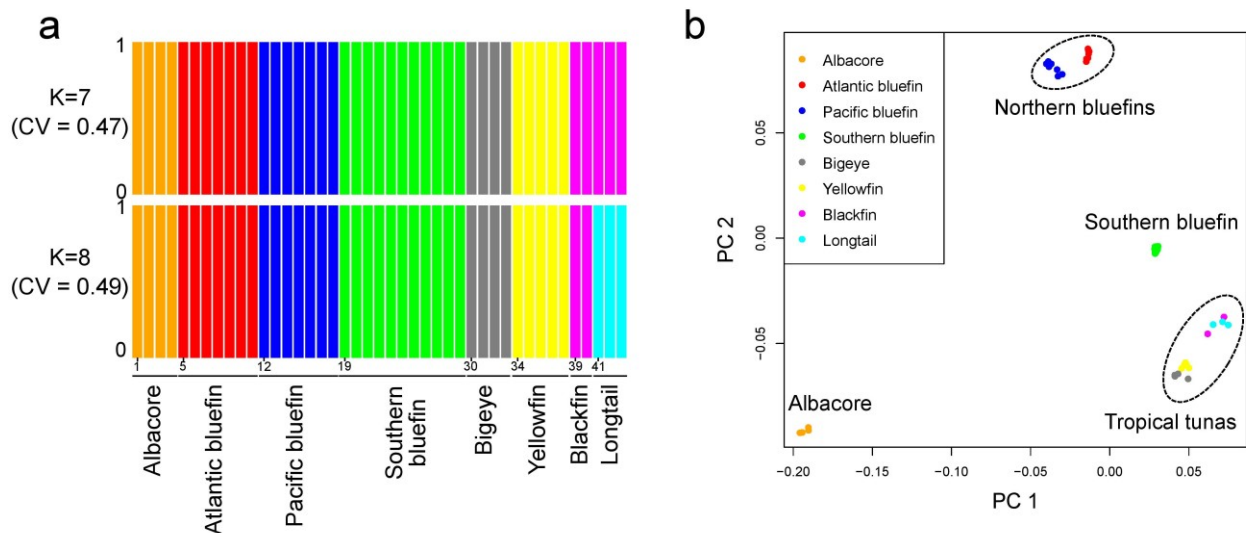 a
1
K=7
(CV = 0.47)
0
1
K=8
(CV = 0.49)
0
1 5 12 19 30 34 39 41
Albacore
Atlantic bluefin
Pacific bluefin
Southern
bluefin
Bigeye
Yellowfin
Blackfin
Longtail
b
Albacore
Atlantic bluefin
Pacific bluefin
Southern bluefin
Bigeye
Yellowfin
Blackfin
Longtail
Northern bluefins
Southern bluefin
Tropical tunas
Albacore
PC 2
0.05
0.00
−0.05
−0.20 −0.15 −0.10 −0.05 0.00 0.05
PC 1